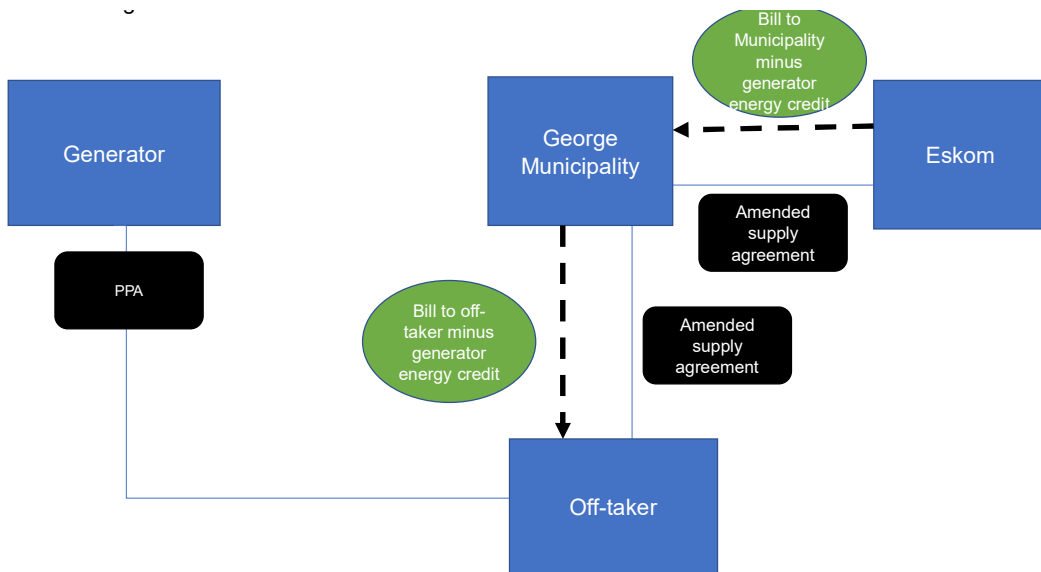 Bill to
Municipality
minus
generator
energy credit
Generator
George
Municipality
Eskom
Amended
supply
agreement
PPA
Bill to off-
taker minus
generator
energy credit
Amended
supply
agreement
Off-taker